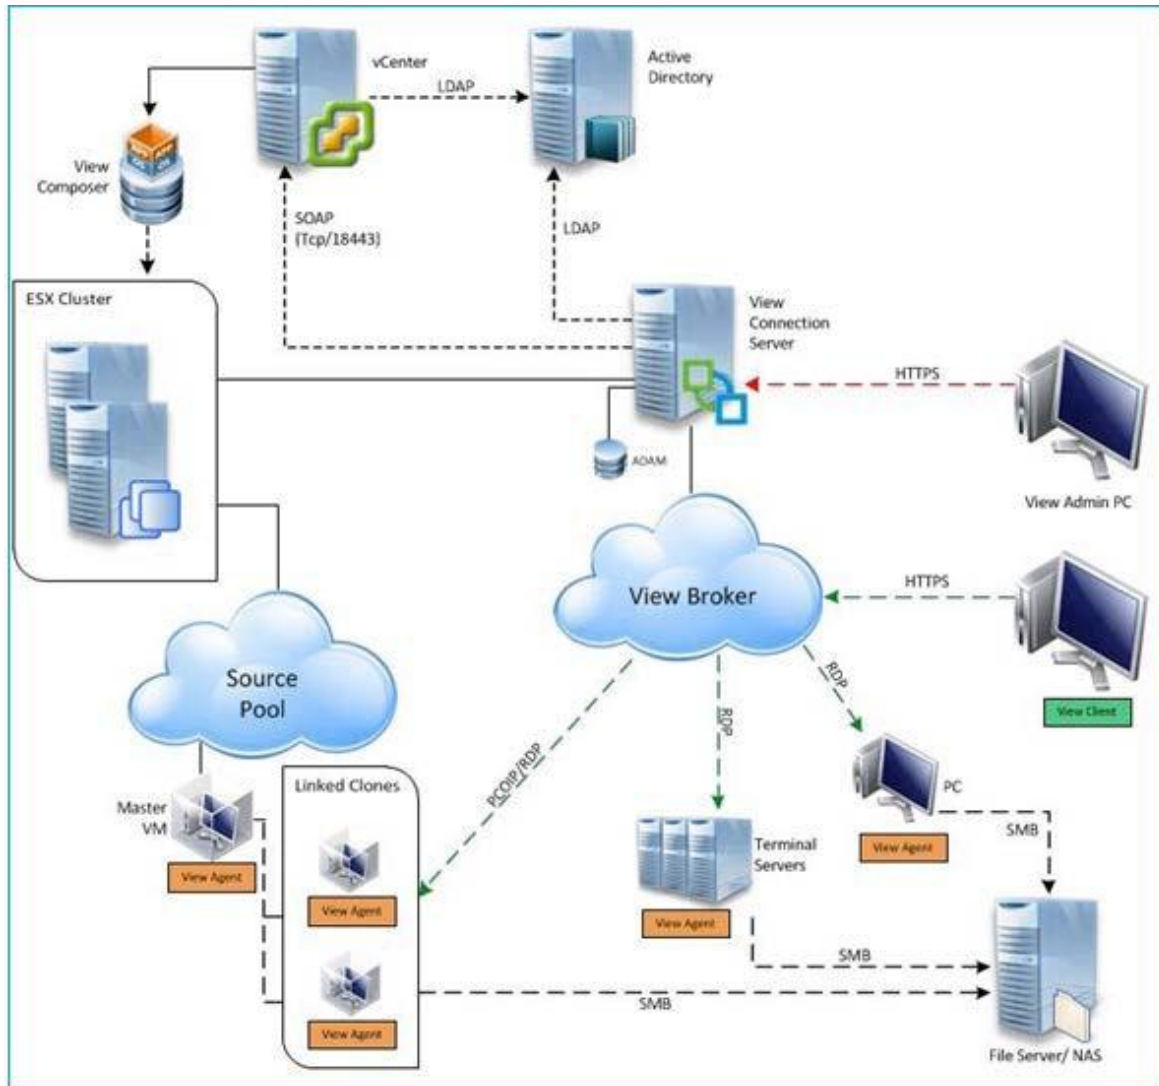 vCenter
Active
Directory
LDAP
View
Composer
SOAP
(Tcp/18443)
LDAP
ESX Cluster
View
Connection
Server
HTTPS
ADAM
View Admin PC
View Broker
HTTPS
View Client
Source
Pool
RDP
RDP
PCOIP/RDP
Linked Clones
Master
VM
View Agent
View Agent
View Agent
PC
View Agent
SMB
Terminal
Servers
View Agent
SMB
SMB
File Server/ NAS